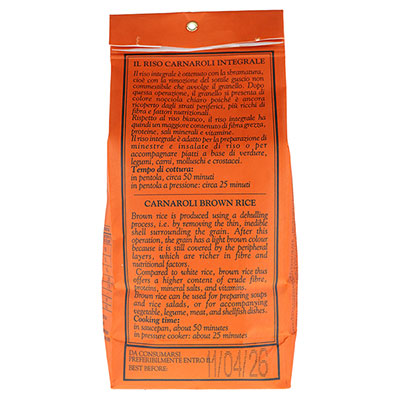 IL RISO CARNAROLI INTEGRALE
Il riso integrale è ottenuto con la sbramatura,
cioè con la rimozione del sottile guscio non
commestibile che avvolge il granello. Dopo
questa operazione, il granello si presenta di
color nocciola chiaro poiché è ancora
ricoperto dagli strati periferici, più ricchi di
fibra e fattori nutrizionali.
Rispetto al riso bianco, il riso integrale ha
quindi un maggiore contenuto di fibra grezza,
proteine, sali minerali e vitamine.
Il riso integrale è adatto per la preparazione di
minestre e insalate di riso o per
accompagnare piatti a base di verdure,
legumi, carni, molluschi e crostacei.
Tempo di cottura:
in pentola, circa 50 minuti
in pentola a pressione: circa 25 minuti
CARNAROLI BROWN RICE
Brown rice is produced using a dehulling
process, i.e. by removing the thin, inedible
shell surrounding the grain. After this
operation, the grain has a light brown colour
because it is still covered by the peripheral
layers, which are richer in fibre and
nutritional factors.
Compared to white rice, brown rice thus
offers a higher content of crude fibre,
proteins, mineral salts, and vitamins.
Brown rice can be used for preparing soups
and rice salads, or for accompanying
vegetable, legume, meat, and shellfish dishes.
Cooking time:
in saucepan, about 50 minutes
in pressure cooker: about 25 minutes
DA CONSUMARSI
PREFERIBILMENTE ENTRO IL/
BEST BEFORE:
11/04/26